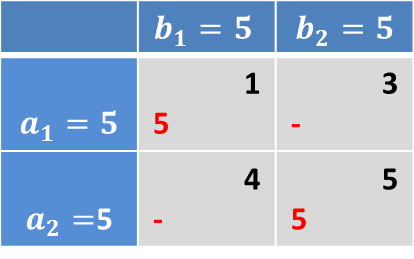 b₁ = 5 b₂ = 5
1 3
a₁ = 5 5 -
4 5
a₂ =5 - 5